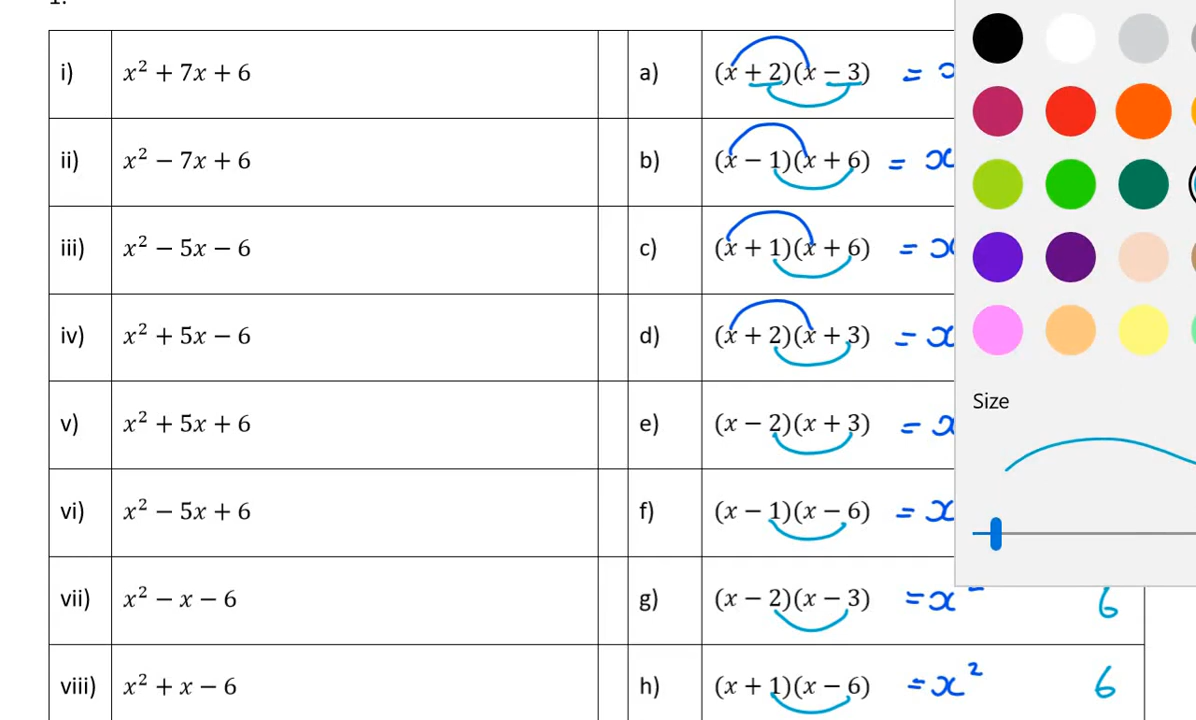 i) x² + 7x + 6 a) (x + 2)(x − 3) =
ii) x² − 7x + 6 b) (x − 1)(x + 6) = x
iii) x² − 5x − 6 c) (x + 1)(x + 6) = x
iv) x² + 5x − 6 d) (x + 2)(x + 3) = x
v) x² + 5x + 6 e) (x − 2)(x + 3) = x
vi) x² − 5x + 6 f) (x − 1)(x − 6) = x
vii) x² − x − 6 g) (x − 2)(x − 3) = x 6
viii) x² + x − 6 h) (x + 1)(x − 6) = x² 6
Size